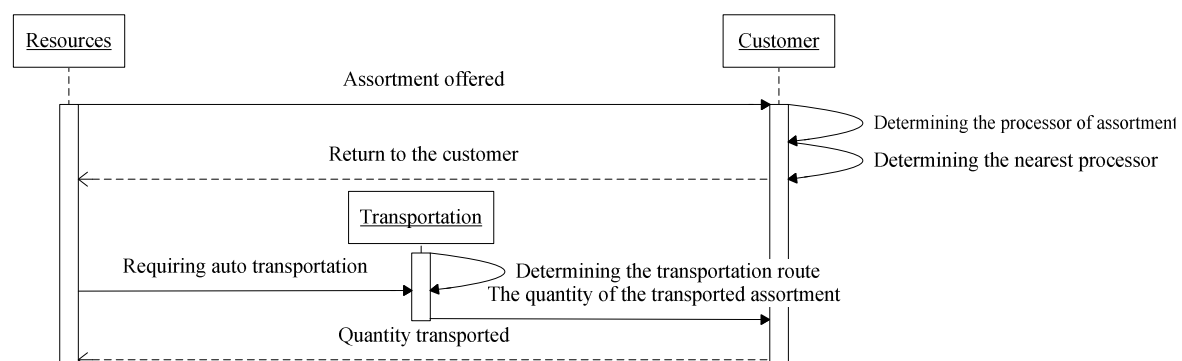 Resources
Customer
Assortment offered
Determining the processor of assortment
Return to the customer
Determining the nearest processor
Transportation
Requiring auto transportation
Determining the transportation route
The quantity of the transported assortment
Quantity transported